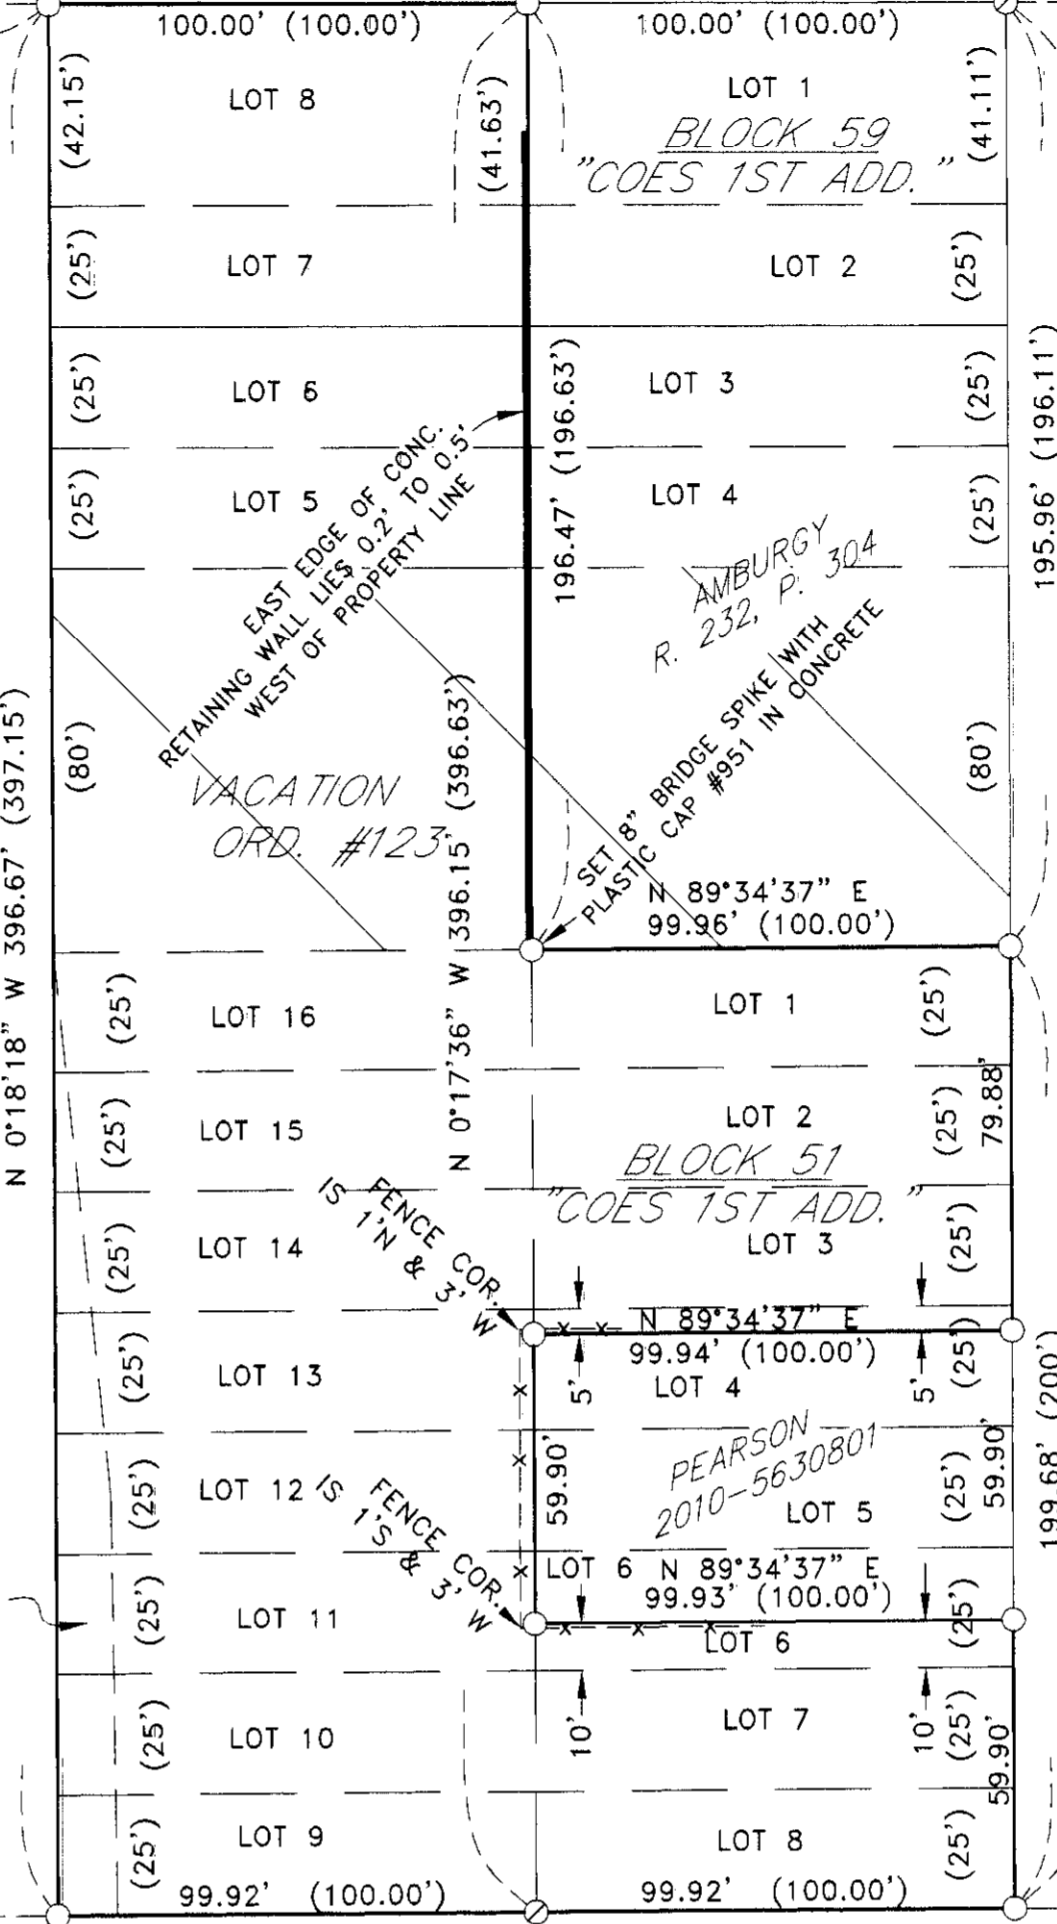 100.00' (100.00')
100.00' (100.00')
(42.15')
LOT 8
(41.63')
LOT 1
(41.11')
BLOCK 59
"COES 1ST ADD."
(25')
LOT 7
LOT 2
(25')
(25')
LOT 6
LOT 3
(25')
196.47' (196.63')
195.96' (196.11')
(25')
LOT 5
LOT 4
(25')
EAST EDGE OF CONC.
RETAINING WALL LIES 0.2' TO 0.5'
WEST OF PROPERTY LINE
AMBURGY
R. 232, P. 304
SET 8" BRIDGE SPIKE WITH
PLASTIC CAP #951 IN CONCRETE
(80')
(80')
VACATION
ORD. #123
N 0°18'18" W 396.67' (397.15')
N 0°17'36" W 396.15' (396.63')
N 89°34'37" E
99.96' (100.00')
(25')
LOT 16
LOT 1
(25')
(25')
LOT 15
LOT 2
(25')
79.88'
BLOCK 51
"COES 1ST ADD."
(25')
LOT 14
LOT 3
(25')
FENCE COR.
IS 1'N & 3' W
N 89°34'37" E
99.94' (100.00')
5'
5'
(25')
LOT 13
LOT 4
(25')
199.68' (200')
PEARSON
2010-5630801
59.90'
(25')
LOT 12
LOT 5
(25')
59.90'
FENCE COR.
IS 1'S & 3' W
LOT 6 N 89°34'37" E
99.93' (100.00')
(25')
LOT 11
LOT 6
(25')
10'
10'
(25')
LOT 10
LOT 7
(25')
59.90'
(25')
LOT 9
LOT 8
(25')
99.92' (100.00')
99.92' (100.00')